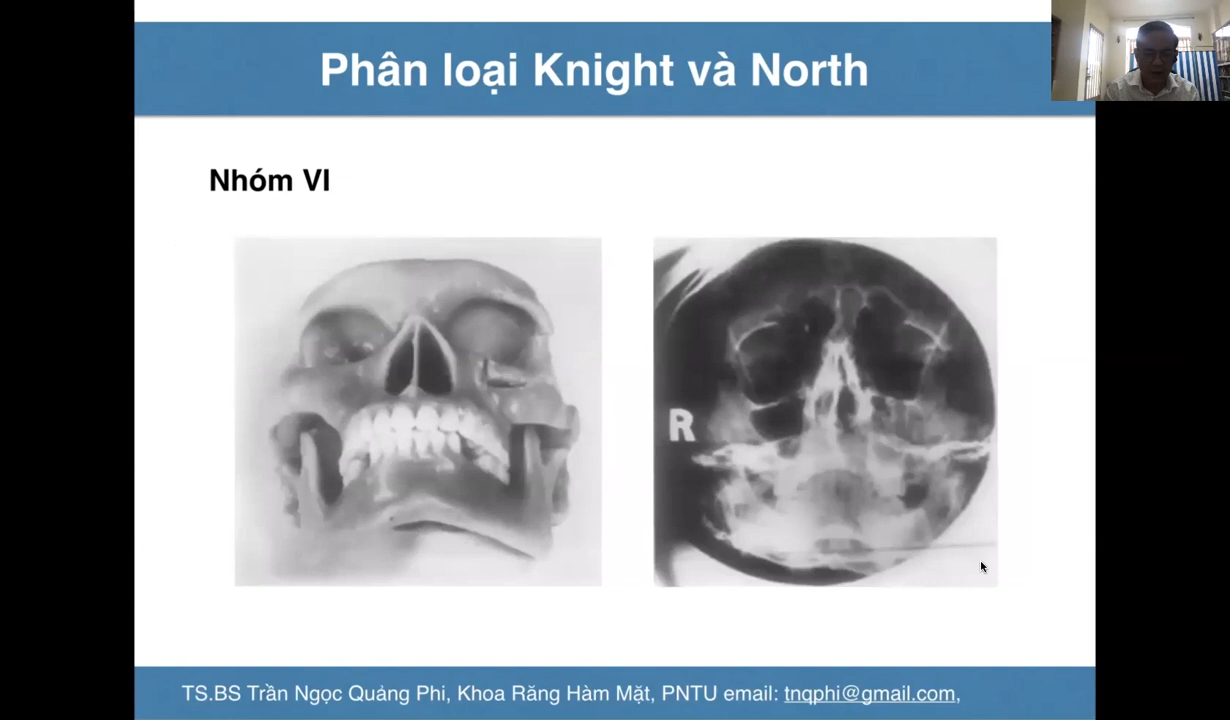 Phân loại Knight và North
Nhóm VI
R
TS.BS Trần Ngọc Quảng Phi, Khoa Răng Hàm Mặt, PNTU email: tnqphi@gmail.com,